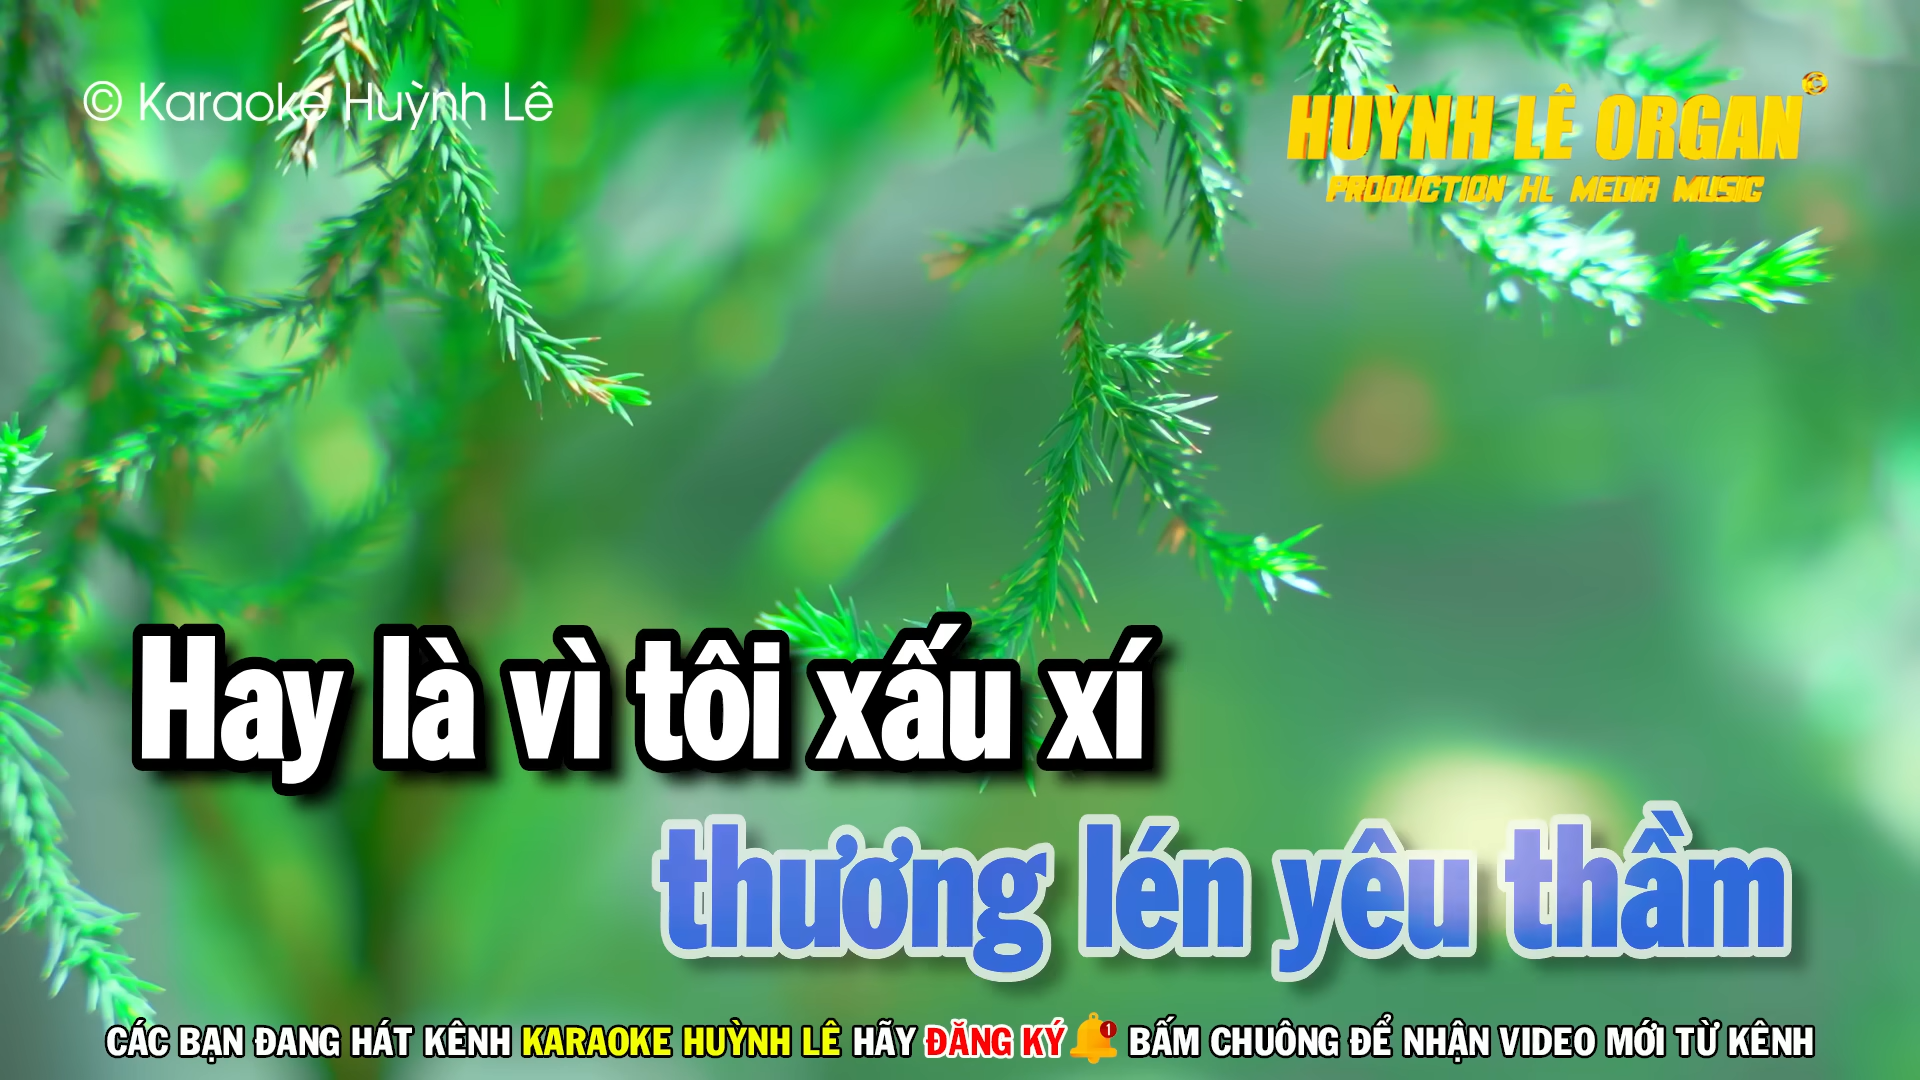 © Karaoke Huỳnh Lê
HUỲNH LÊ ORGAN ©
PRODUCTION HL MEDIA MUSIC
Hay là vì tôi xấu xí
thương lén yêu thầm
CÁC BẠN ĐANG HÁT KÊNH KARAOKE HUỲNH LÊ HÃY ĐĂNG KÝ 1 BẤM CHUÔNG ĐỂ NHẬN VIDEO MỚI TỪ KÊNH